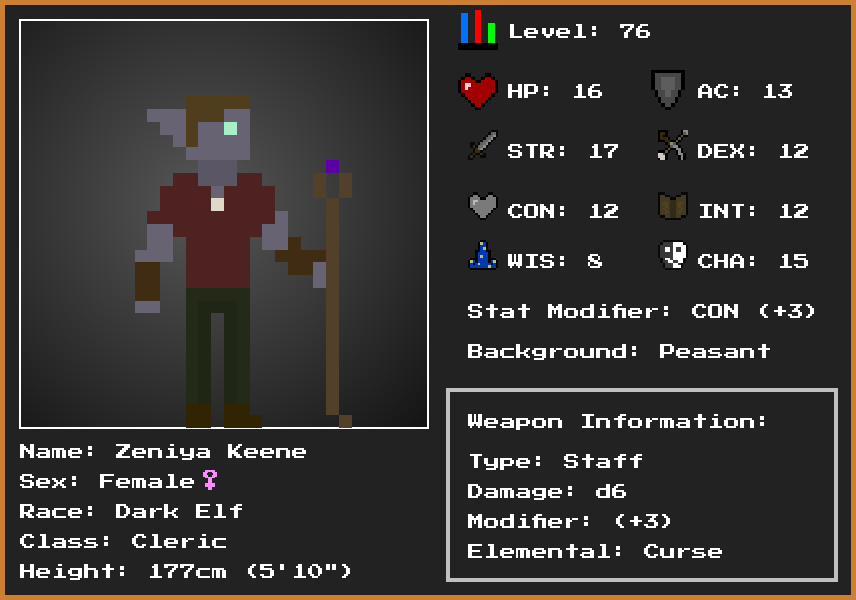 Level: 76
HP: 16 AC: 13
STR: 17 DEX: 12
CON: 12 INT: 12
WIS: 8 CHA: 15
Stat Modifier: CON (+3)
Background: Peasant
Weapon Information:
Type: Staff
Damage: d6
Modifier: (+3)
Elemental: Curse
Name: Zeniya Keene
Sex: Female♀
Race: Dark Elf
Class: Cleric
Height: 177cm (5'10")